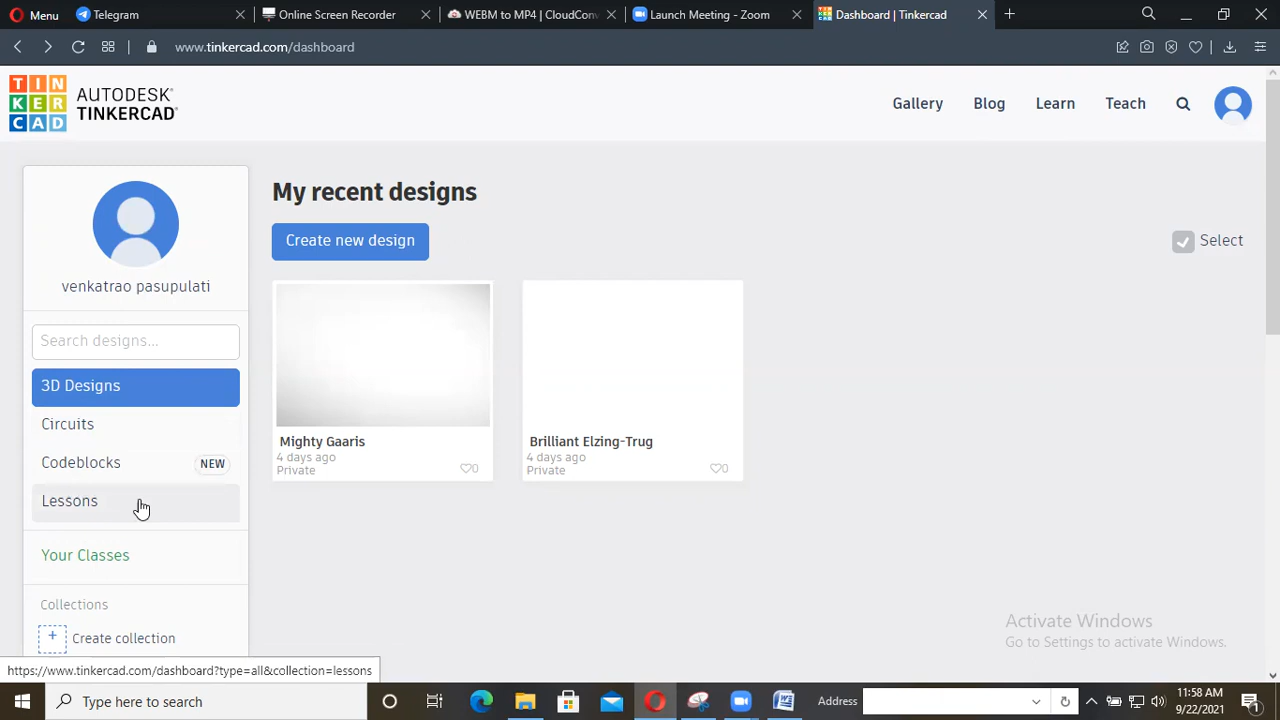 Menu
Telegram
Online Screen Recorder
WEBM to MP4 | CloudConv
Launch Meeting - Zoom
Dashboard | Tinkercad
www.tinkercad.com/dashboard
TIN
KER
CAD
AUTODESK®
TINKERCAD®
Gallery
Blog
Learn
Teach
My recent designs
Create new design
Select
venkatrao pasupulati
Search designs...
3D Designs
Circuits
Codeblocks
NEW
Lessons
Your Classes
Collections
Create collection
Mighty Gaaris
4 days ago
Private
0
Brilliant Elzing-Trug
4 days ago
Private
0
Activate Windows
Go to Settings to activate Windows.
https://www.tinkercad.com/dashboard?type=all&collection=lessons
Type here to search
Address
11:58 AM
9/22/2021
1